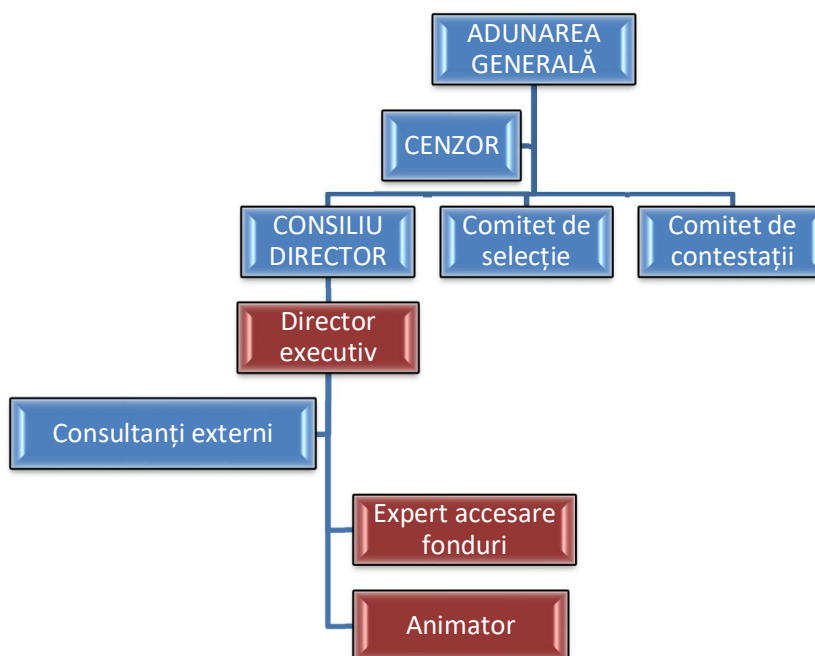 ADUNAREA
GENERALĂ
CENZOR
CONSILIU
DIRECTOR
Comitet de
selecție
Comitet de
contestații
Director
executiv
Consultanți externi
Expert accesare
fonduri
Animator